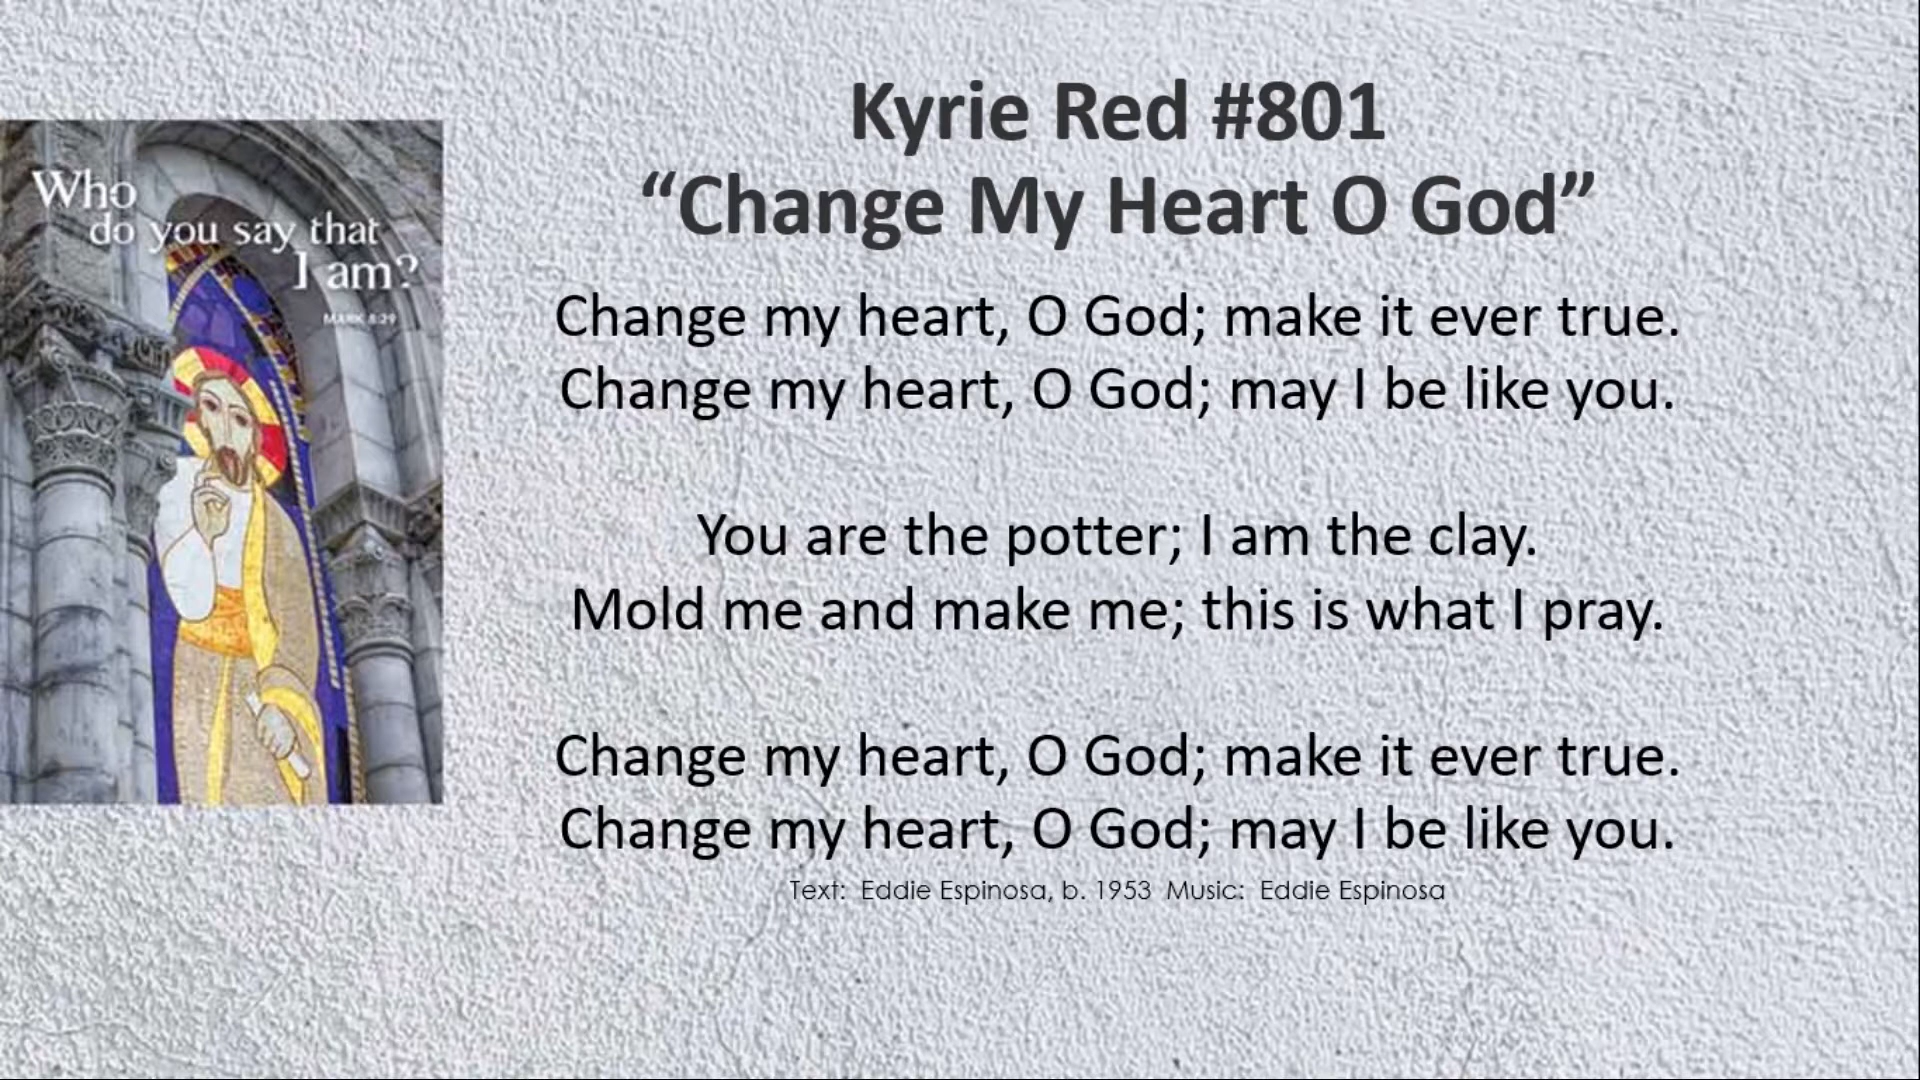 Kyrie Red #801
“Change My Heart O God”
Who
do you say that
I am?
MARK 8:29
Change my heart, O God; make it ever true.
Change my heart, O God; may I be like you.
You are the potter; I am the clay.
Mold me and make me; this is what I pray.
Change my heart, O God; make it ever true.
Change my heart, O God; may I be like you.
Text:  Eddie Espinosa, b. 1953  Music:  Eddie Espinosa